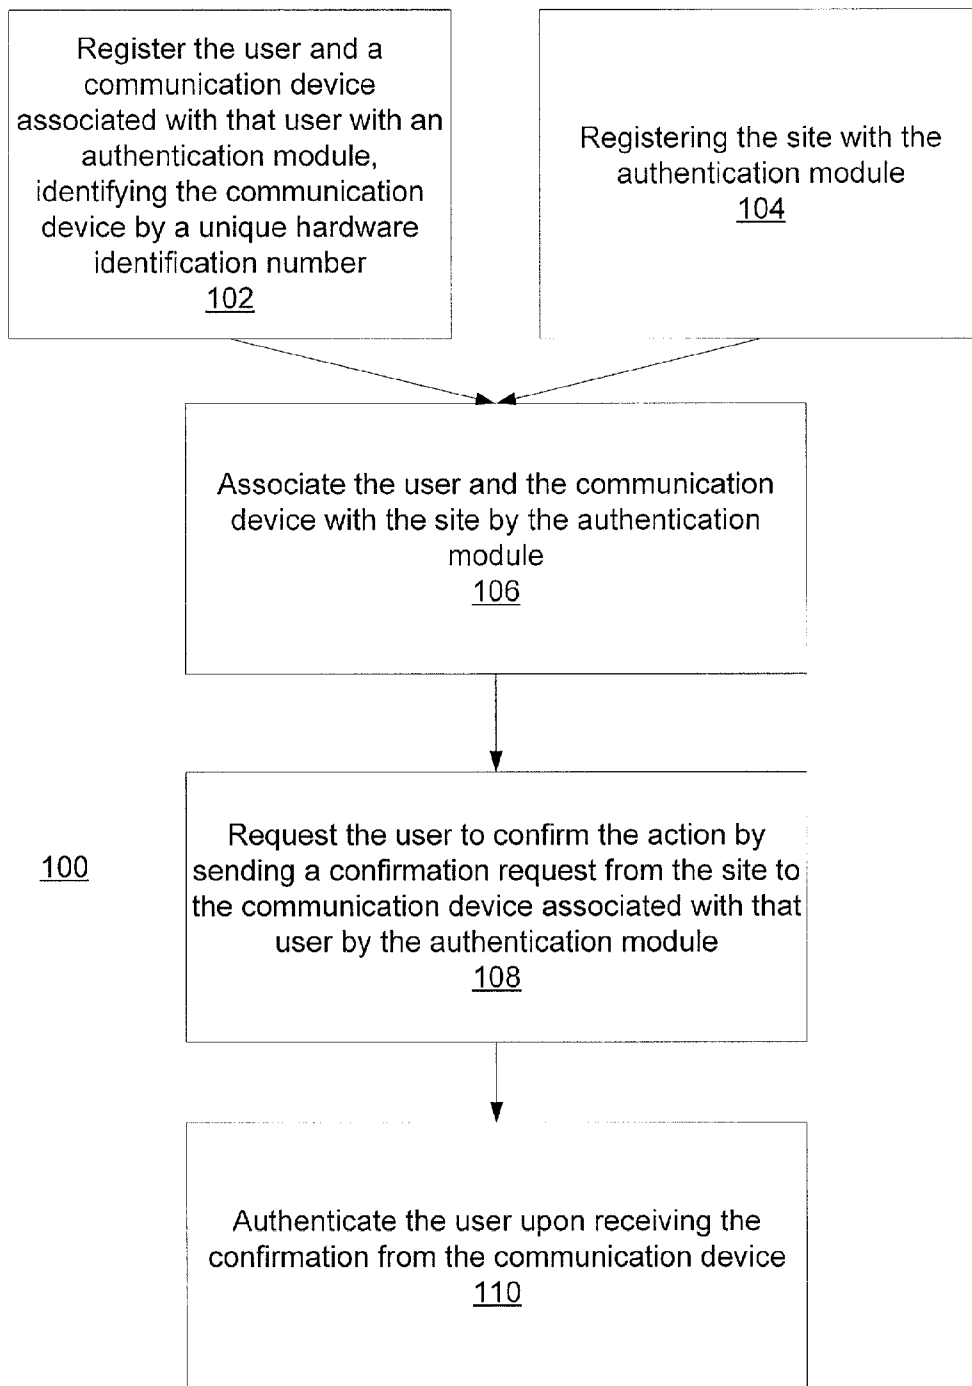 Register the user and a
communication device
associated with that user with an
authentication module,
identifying the communication
device by a unique hardware
identification number
102
Registering the site with the
authentication module
104
Associate the user and the communication
device with the site by the authentication
module
106
100
Request the user to confirm the action by
sending a confirmation request from the site to
the communication device associated with that
user by the authentication module
108
Authenticate the user upon receiving the
confirmation from the communication device
110